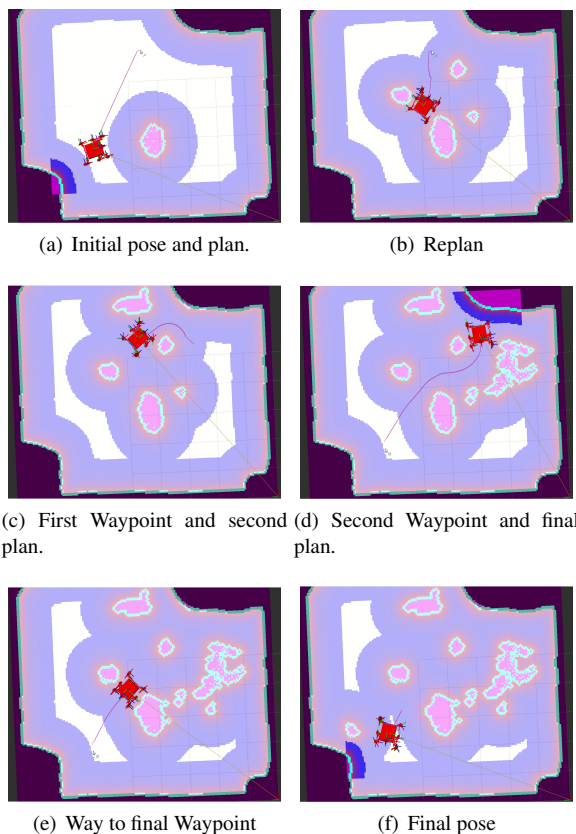 (a) Initial pose and plan.
(b) Replan
(c) First Waypoint and second
plan.
(d) Second Waypoint and final
plan.
(e) Way to final Waypoint
(f) Final pose